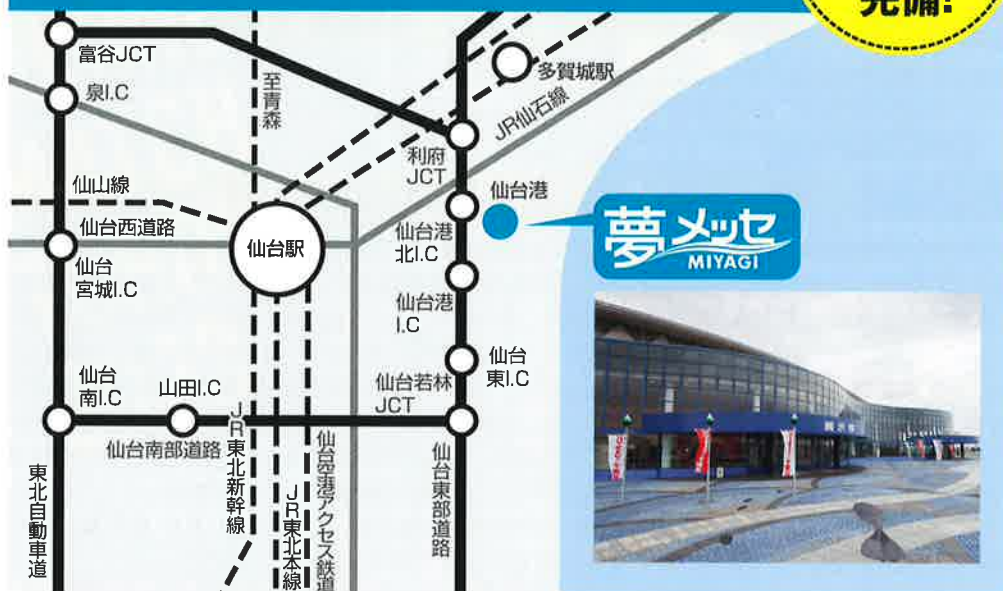 完備!
富谷JCT
泉I.C
至青森
多賀城駅
JR仙石線
利府
JCT
仙山線
仙台港
仙台西道路
仙台駅
仙台港
北I.C
夢メッセ
MIYAGI
仙台
宮城I.C
仙台港
I.C
仙台
東I.C
仙台
南I.C
山田I.C
仙台若林
JCT
仙台南部道路
JR東北新幹線
仙台空港アクセス鉄道
仙台東部道路
東北自動車道
JR東北本線